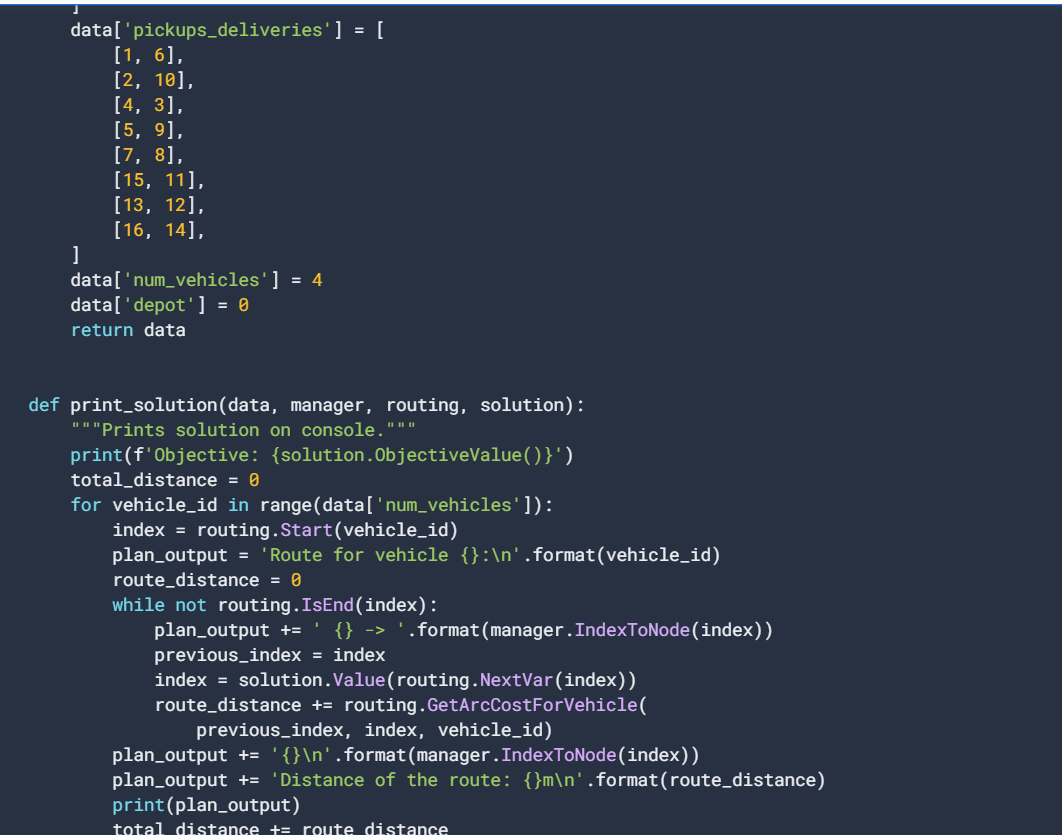 ]
data['pickups_deliveries'] = [
[1, 6],
[2, 10],
[4, 3],
[5, 9],
[7, 8],
[15, 11],
[13, 12],
[16, 14],
]
data['num_vehicles'] = 4
data['depot'] = 0
return data
def print_solution(data, manager, routing, solution):
"""Prints solution on console."""
print(f'Objective: {solution.ObjectiveValue()}')
total_distance = 0
for vehicle_id in range(data['num_vehicles']):
index = routing.Start(vehicle_id)
plan_output = 'Route for vehicle {}:\n'.format(vehicle_id)
route_distance = 0
while not routing.IsEnd(index):
plan_output += ' {} -> '.format(manager.IndexToNode(index))
previous_index = index
index = solution.Value(routing.NextVar(index))
route_distance += routing.GetArcCostForVehicle(
previous_index, index, vehicle_id)
plan_output += '{}\n'.format(manager.IndexToNode(index))
plan_output += 'Distance of the route: {}m\n'.format(route_distance)
print(plan_output)
total_distance += route_distance